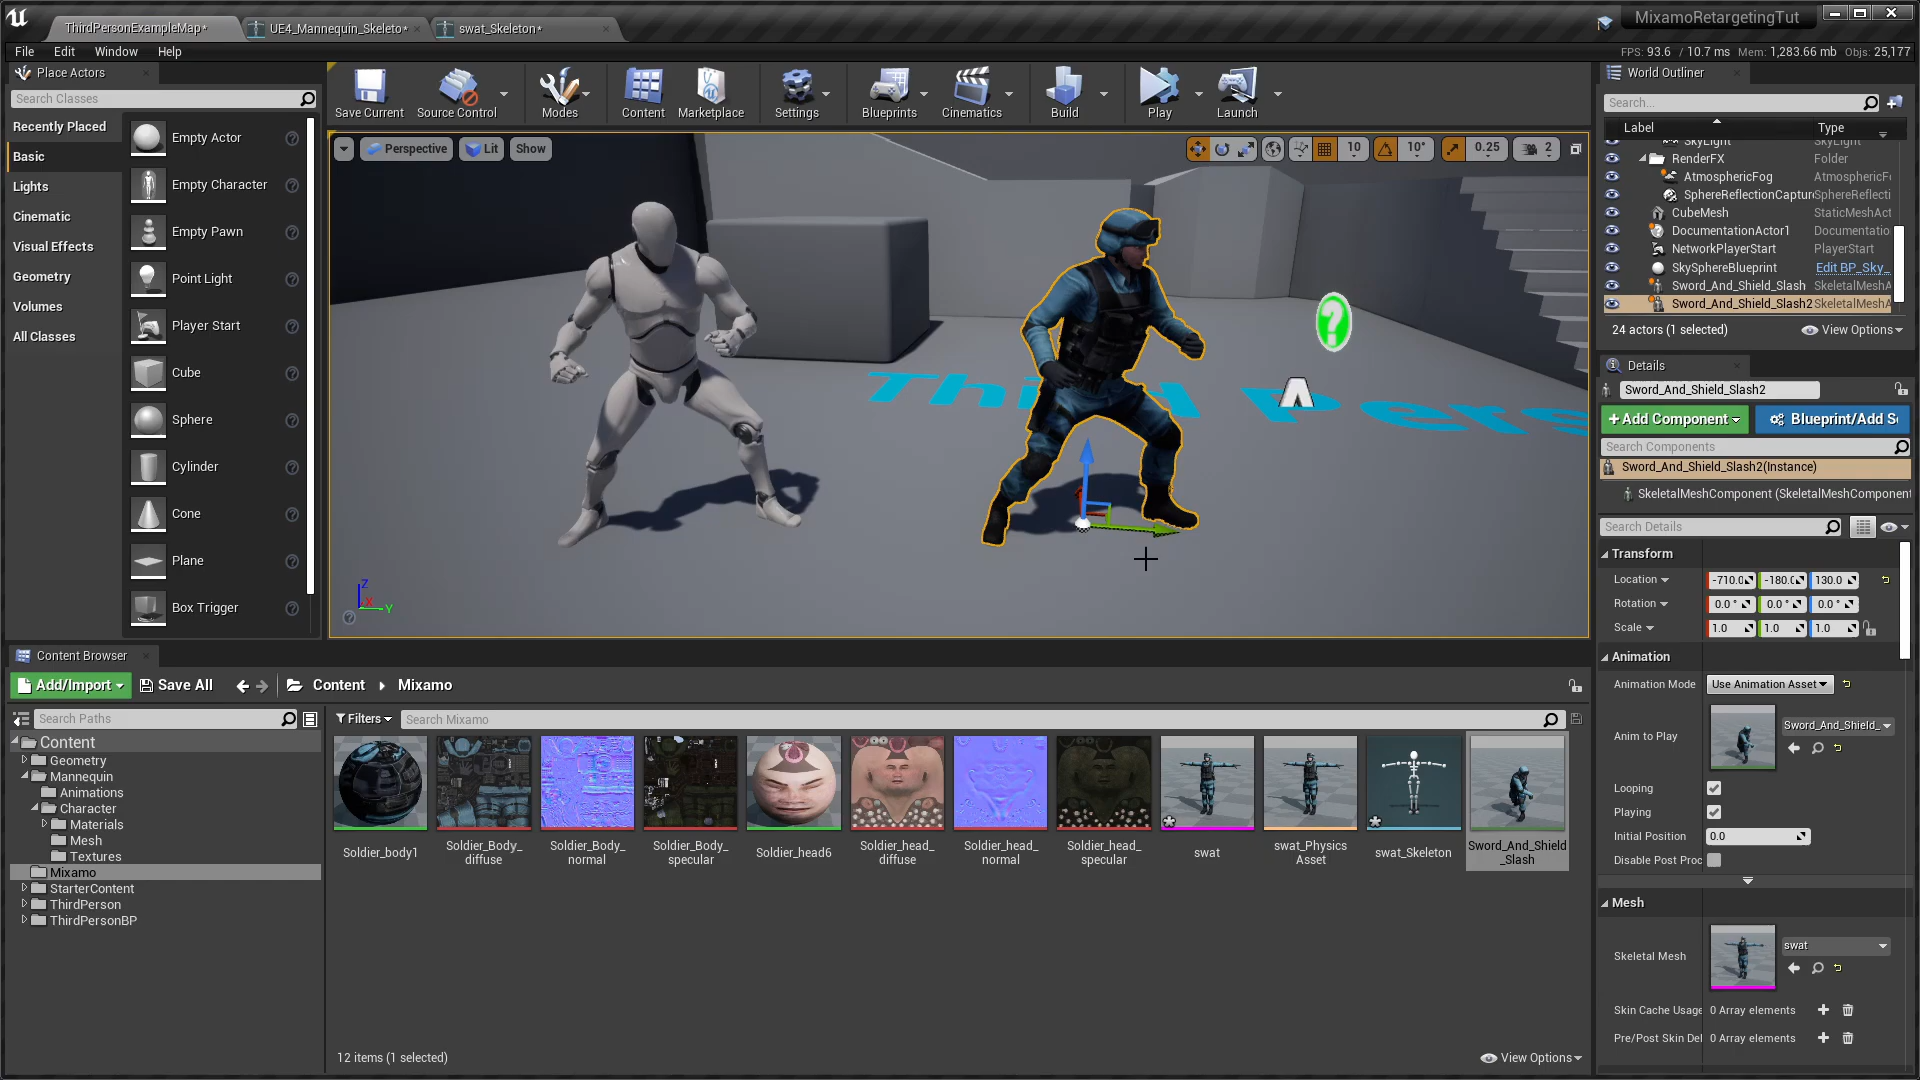 ThirdPersonExampleMap*
UE4_Mannequin_Skeleto*
swat_Skeleton*
MixamoRetargetingTut
File Edit Window Help
FPS: 93.6 / 10.7 ms Mem: 1,283.66 mb Objs: 25,177
Place Actors
Search Classes
Recently Placed
Basic
Lights
Cinematic
Visual Effects
Geometry
Volumes
All Classes
Empty Actor
Empty Character
Empty Pawn
Point Light
Player Start
Cube
Sphere
Cylinder
Cone
Plane
Box Trigger
Save Current
Source Control
Modes
Content
Marketplace
Settings
Blueprints
Cinematics
Build
Play
Launch
Perspective
Lit
Show
10
10°
0.25
2
Z
X
Y
World Outliner
Search...
Label Type
SkyLight SkyLight
RenderFX Folder
AtmosphericFog AtmosphericF
SphereReflectionCaptur SphereReflecti
CubeMesh StaticMeshAct
DocumentationActor1 Documentatio
NetworkPlayerStart PlayerStart
SkySphereBlueprint Edit BP_Sky_
Sword_And_Shield_Slash SkeletalMeshA
Sword_And_Shield_Slash2 SkeletalMeshA
24 actors (1 selected)
View Options
Details
Sword_And_Shield_Slash2
+ Add Component
Blueprint/Add S
Search Components
Sword_And_Shield_Slash2(Instance)
SkeletalMeshComponent (SkeletalMeshComponent
Search Details
Transform
Location -710.0 -180.0 130.0
Rotation 0.0 ° 0.0 ° 0.0 °
Scale 1.0 1.0 1.0
Animation
Animation Mode Use Animation Asset
Anim to Play Sword_And_Shield_
Looping
Playing
Initial Position 0.0
Disable Post Proc
Mesh
Skeletal Mesh swat
Skin Cache Usage 0 Array elements
Pre/Post Skin Del 0 Array elements
Content Browser
Add/Import
Save All
Content
Mixamo
Search Paths
Filters
Search Mixamo
Content
Geometry
Mannequin
Animations
Character
Materials
Mesh
Textures
Mixamo
StarterContent
ThirdPerson
ThirdPersonBP
Soldier_body1
Soldier_Body_
diffuse
Soldier_Body_
normal
Soldier_Body_
specular
Soldier_head6
Soldier_head_
diffuse
Soldier_head_
normal
Soldier_head_
specular
swat
swat_Physics
Asset
swat_Skeleton
Sword_And_Shield
_Slash
12 items (1 selected)
View Options